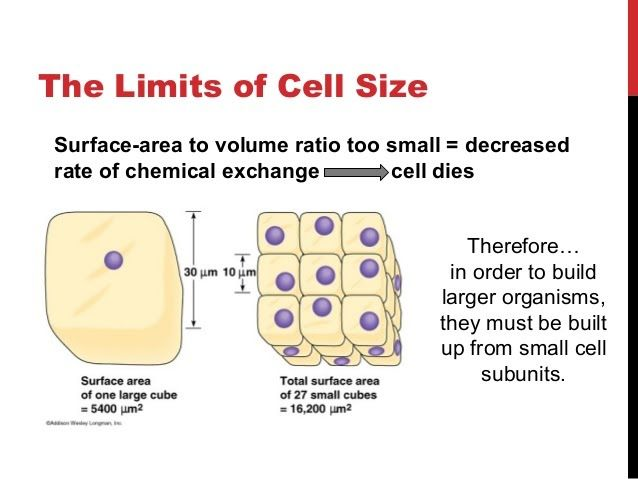 The Limits of Cell Size
Surface-area to volume ratio too small = decreased
rate of chemical exchange cell dies
30 µm
10 µm
Therefore…
in order to build
larger organisms,
they must be built
up from small cell
subunits.
Surface area
of one large cube
= 5400 µm²
Total surface area
of 27 small cubes
= 16,200 µm²
©Addison Wesley Longman, Inc.